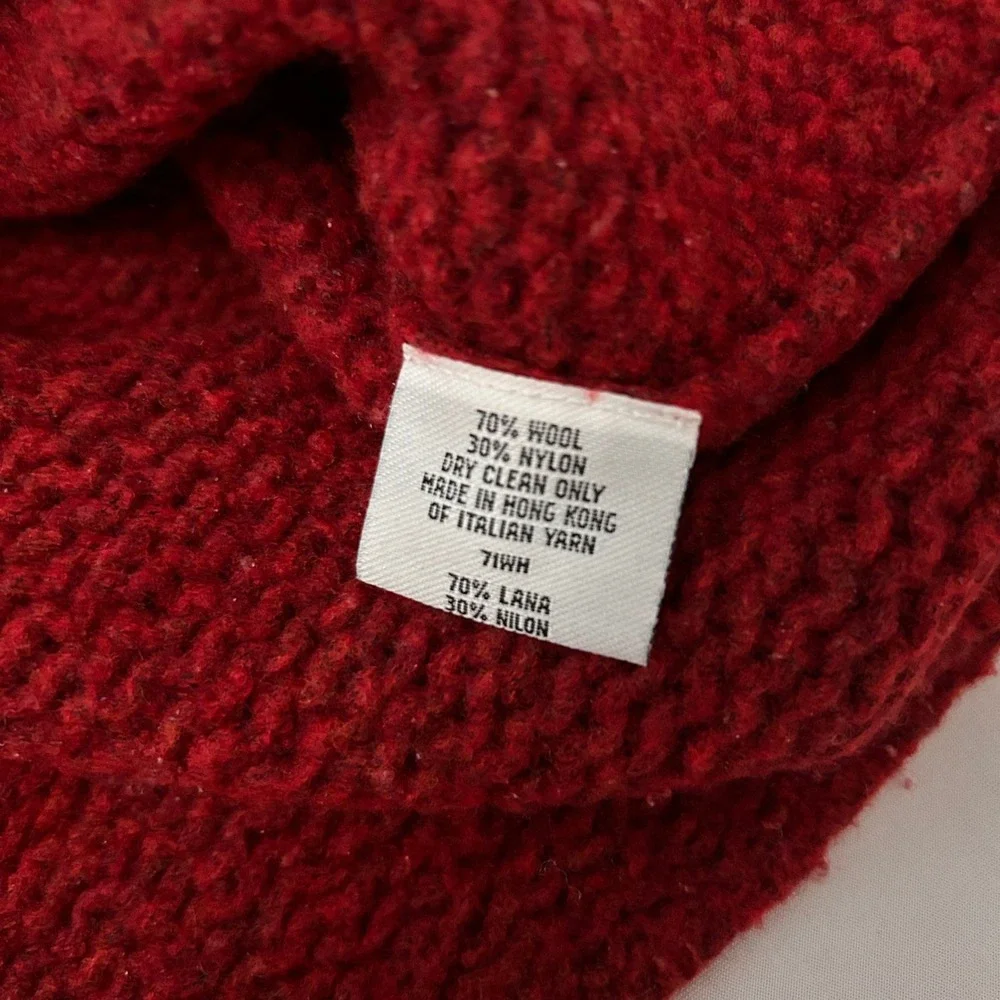 70% WOOL
30% NYLON
DRY CLEAN ONLY
MADE IN HONG KONG
OF ITALIAN YARN
71WH
70% LANA
30% NILON